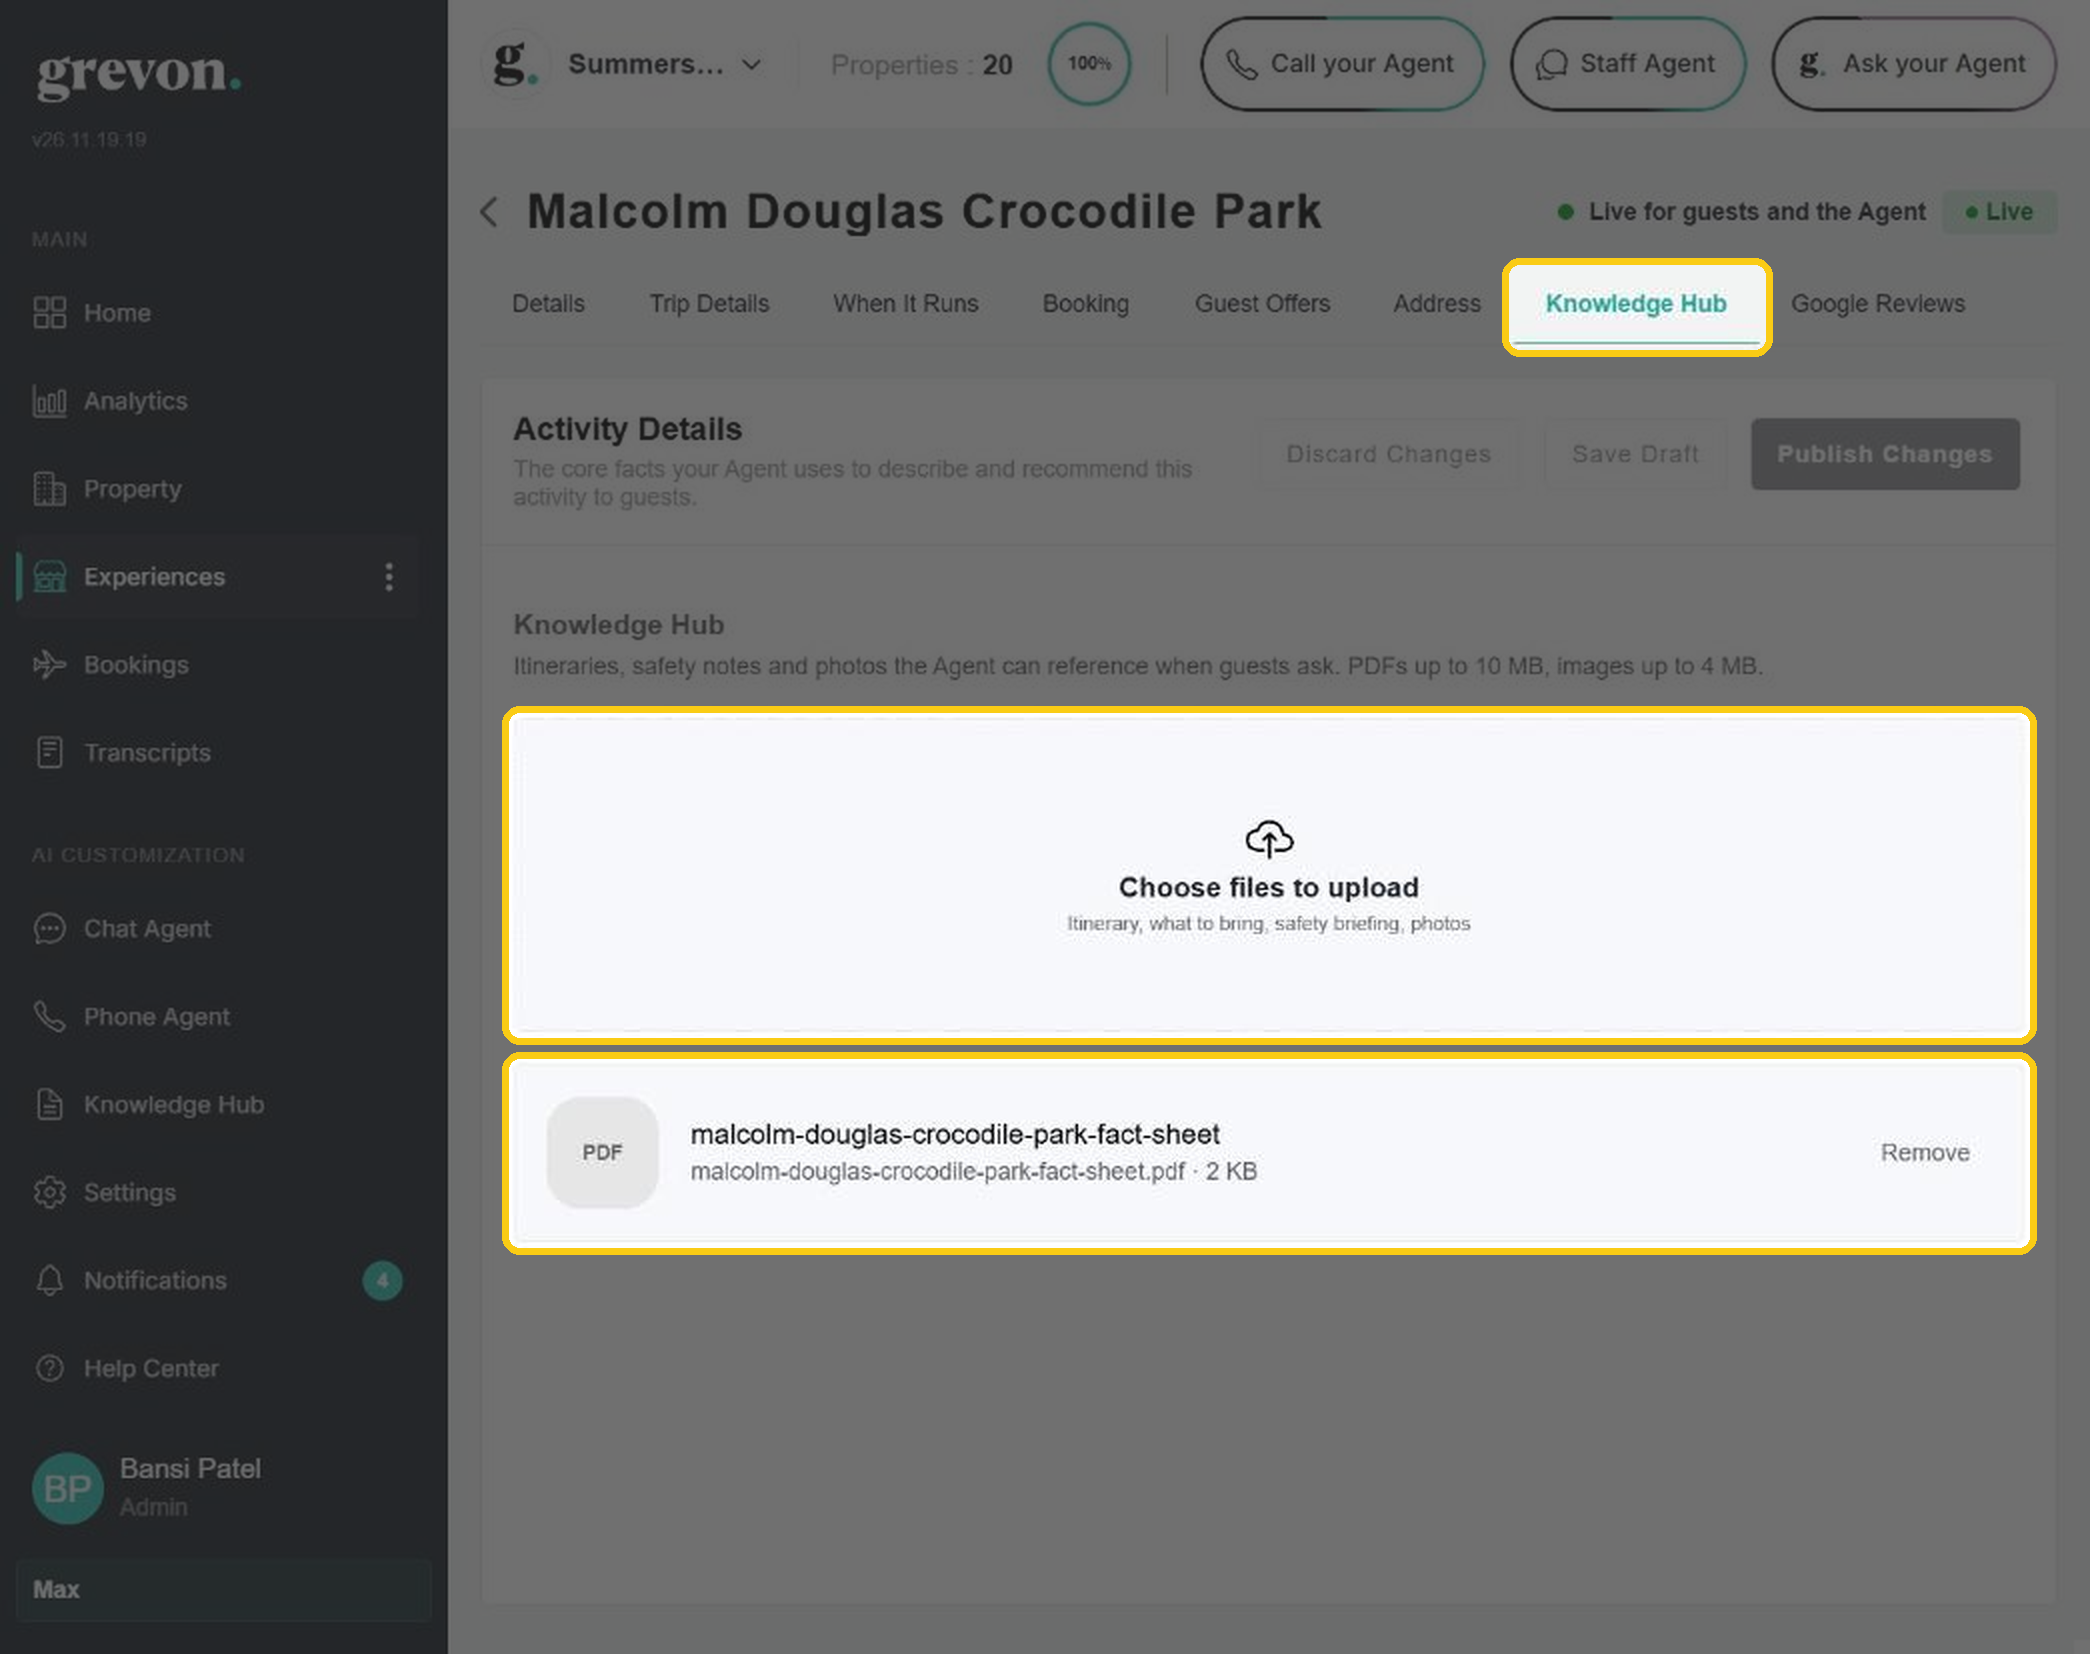 grevon.
v26.11.19.19
MAIN
Home
Analytics
Property
Experiences
Bookings
Transcripts
AI CUSTOMIZATION
Chat Agent
Phone Agent
Knowledge Hub
Settings
Notifications 4
Help Center
BP
Bansi Patel
Admin
Max
g. Summers... Properties : 20 100% Call your Agent Staff Agent g. Ask your Agent
Malcolm Douglas Crocodile Park Live for guests and the Agent Live
Details Trip Details When It Runs Booking Guest Offers Address Knowledge Hub Google Reviews
Activity Details
The core facts your Agent uses to describe and recommend this
activity to guests.
Discard Changes Save Draft Publish Changes
Knowledge Hub
Itineraries, safety notes and photos the Agent can reference when guests ask. PDFs up to 10 MB, images up to 4 MB.
Choose files to upload
Itinerary, what to bring, safety briefing, photos
PDF
malcolm-douglas-crocodile-park-fact-sheet
malcolm-douglas-crocodile-park-fact-sheet.pdf · 2 KB
Remove